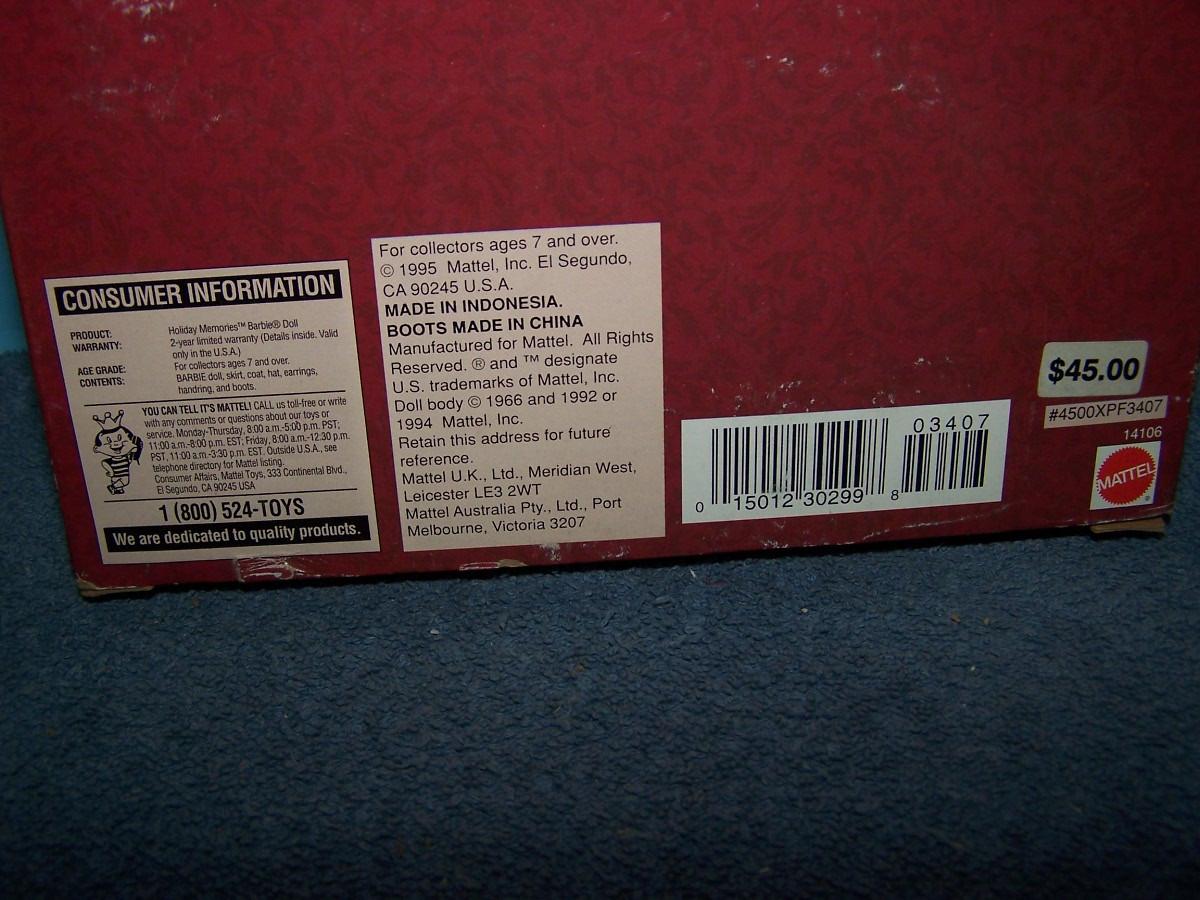 CONSUMER INFORMATION
PRODUCT: Holiday Memories™ Barbie® Doll
WARRANTY: 2-year limited warranty (Details inside. Valid
only in the U.S.A.)
AGE GRADE: For collectors ages 7 and over.
CONTENTS: BARBIE doll, skirt, coat, hat, earrings,
handring, and boots.
YOU CAN TELL IT'S MATTEL! CALL us toll-free or write
with any comments or questions about our toys or
service. Monday-Thursday, 8:00 a.m.-5:00 p.m. PST;
11:00 a.m.-8:00 p.m. EST; Friday, 8:00 a.m.-12:30 p.m.
PST, 11:00 a.m.-3:30 p.m. EST. Outside U.S.A., see
telephone directory for Mattel listing.
Consumer Affairs, Mattel Toys, 333 Continental Blvd.,
El Segundo, CA 90245 USA
1 (800) 524-TOYS
We are dedicated to quality products.
For collectors ages 7 and over.
© 1995 Mattel, Inc. El Segundo,
CA 90245 U.S.A.
MADE IN INDONESIA.
BOOTS MADE IN CHINA
Manufactured for Mattel. All Rights
Reserved. ® and ™ designate
U.S. trademarks of Mattel, Inc.
Doll body © 1966 and 1992 or
1994 Mattel, Inc.
Retain this address for future
reference.
Mattel U.K., Ltd., Meridian West,
Leicester LE3 2WT
Mattel Australia Pty., Ltd., Port
Melbourne, Victoria 3207
03407
0 15012 30299 8
$45.00
#4500XPF3407
14106
MATTEL